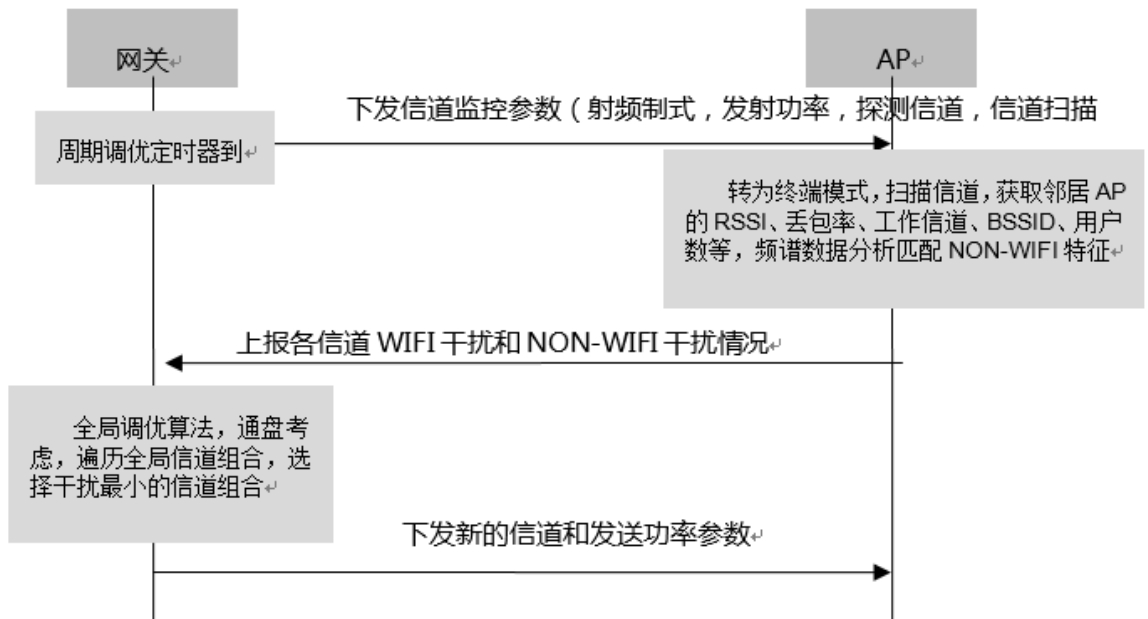 网关
AP
下发信道监控参数（射频制式，发射功率，探测信道，信道扫描
周期调优定时器到
转为终端模式，扫描信道，获取邻居 AP
的 RSSI、丢包率、工作信道、BSSID、用户
数等，频谱数据分析匹配 NON-WIFI 特征
上报各信道 WIFI 干扰和 NON-WIFI 干扰情况
全局调优算法，通盘考
虑，遍历全局信道组合，选
择干扰最小的信道组合
下发新的信道和发送功率参数